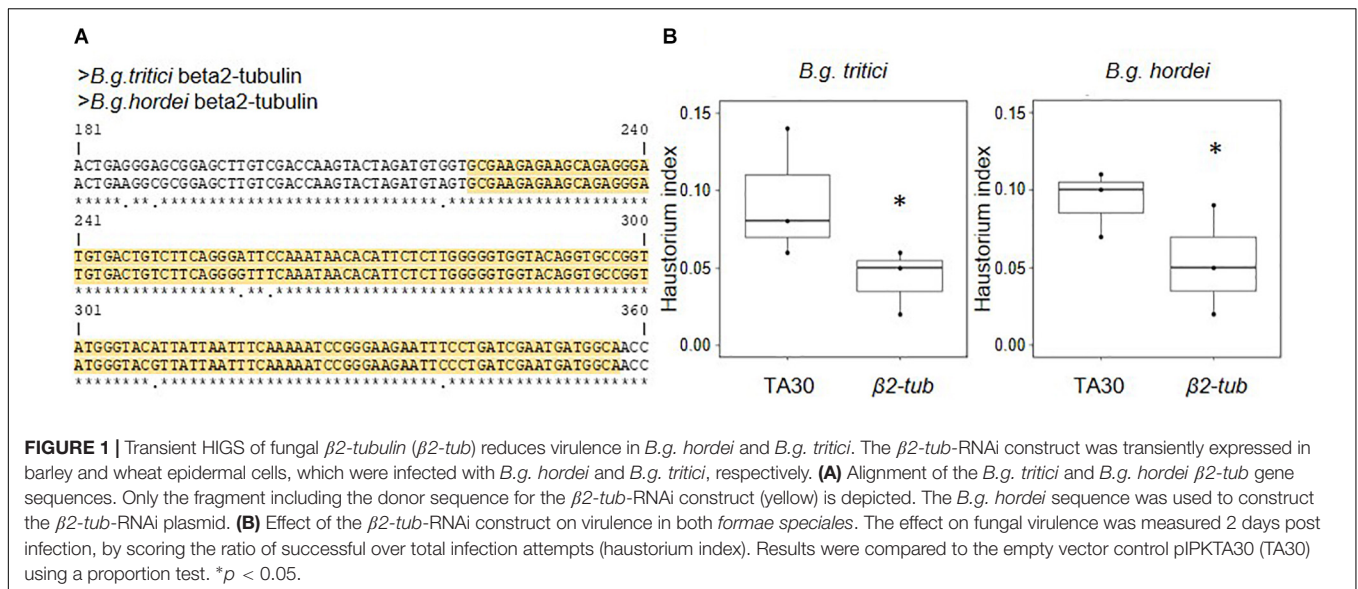 A
>B.g.tritici beta2-tubulin
>B.g.hordei beta2-tubulin
181 240
| |
ACTGAGGGAGCGGAGCTTGTCGACCAAGTACTAGATGTGGTGCGAAGAGAAGCAGAGGGA
ACTGAAGGCGCGGAGCTTGTCGACCAAGTACTAGATGTAGTGCGAAGAGAAGCAGAGGGA
*****.**.*****************************.*********************
241 300
| |
TGTGACTGTCTTCAGGGATTCCAAATAACACATTCTCTTGGGGGTGGTACAGGTGCCGGT
TGTGACTGTCTTCAGGGGTTTCAAATAACACATTCTCTTGGGGGTGGTACAGGTGCCGGT
*****************.**.***************************************
301 360
| |
ATGGGTACATTATTAATTTCAAAAATCCGGGAAGAATTTCCTGATCGAATGATGGCAACC
ATGGGTACGTTATTAATTTCAAAAATCCGGGAAGAATTCCCTGATCGAATGATGGCAACC
********.*****************************.*********************
B
B.g. tritici
Haustorium index
0.15
0.10
0.05
0.00
*
TA30 β2-tub
B.g. hordei
Haustorium index
0.15
0.10
0.05
0.00
*
TA30 β2-tub
FIGURE 1 | Transient HIGS of fungal β2-tubulin (β2-tub) reduces virulence in B.g. hordei and B.g. tritici. The β2-tub-RNAi construct was transiently expressed in
barley and wheat epidermal cells, which were infected with B.g. hordei and B.g. tritici, respectively. (A) Alignment of the B.g. tritici and B.g. hordei β2-tub gene
sequences. Only the fragment including the donor sequence for the β2-tub-RNAi construct (yellow) is depicted. The B.g. hordei sequence was used to construct
the β2-tub-RNAi plasmid. (B) Effect of the β2-tub-RNAi construct on virulence in both formae speciales. The effect on fungal virulence was measured 2 days post
infection, by scoring the ratio of successful over total infection attempts (haustorium index). Results were compared to the empty vector control pIPKTA30 (TA30)
using a proportion test. *p < 0.05.